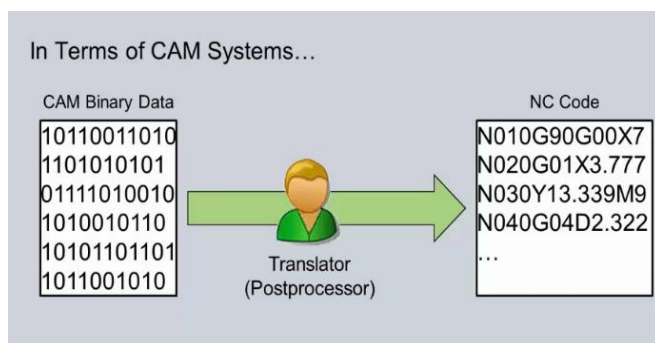 In Terms of CAM Systems...
CAM Binary Data
10110011010
1101010101
01111010010
1010010110
10101101101
1011001010
Translator
(Postprocessor)
NC Code
N010G90G00X7
N020G01X3.777
N030Y13.339M9
N040G04D2.322
...